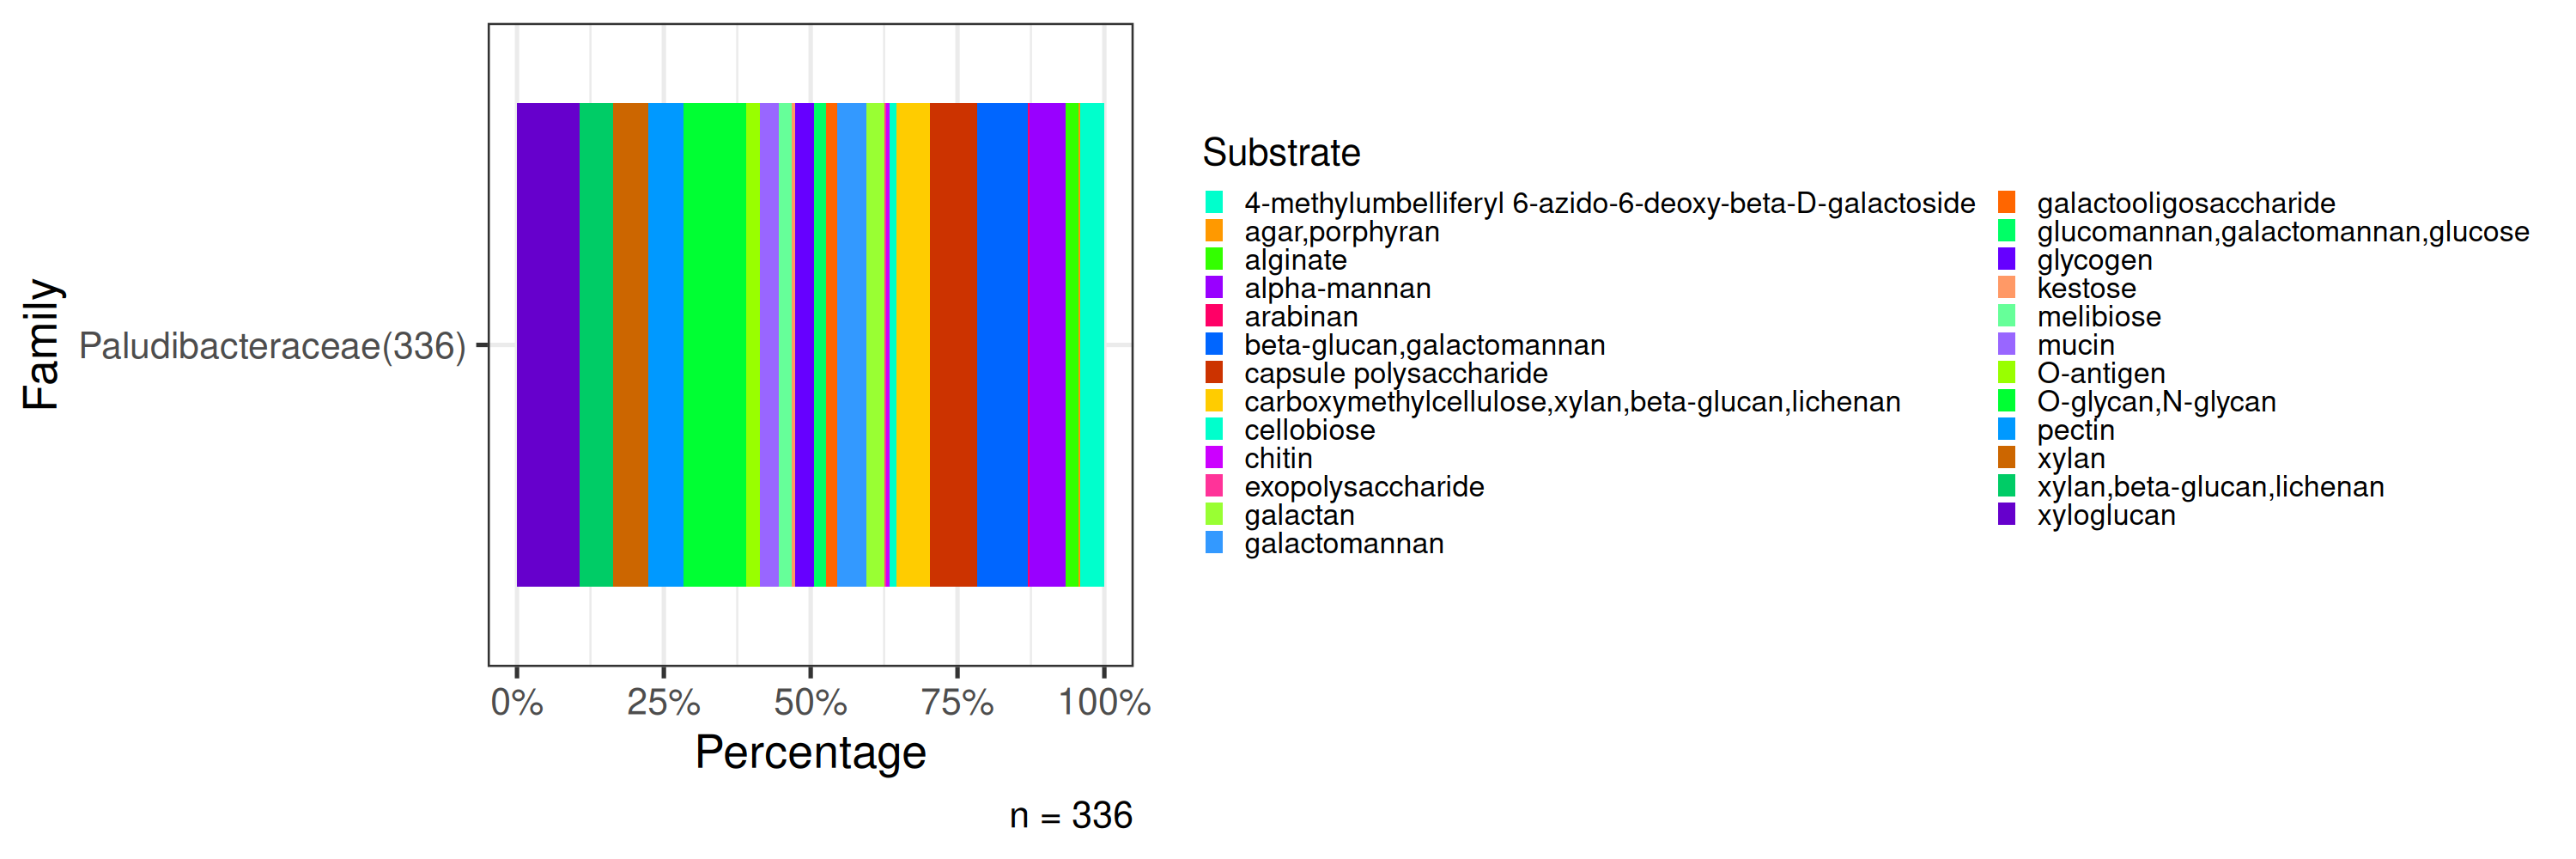 Family
Paludibacteraceae(336)
0% 25% 50% 75% 100%
Percentage
n = 336
Substrate
4-methylumbelliferyl 6-azido-6-deoxy-beta-D-galactoside
agar,porphyran
alginate
alpha-mannan
arabinan
beta-glucan,galactomannan
capsule polysaccharide
carboxymethylcellulose,xylan,beta-glucan,lichenan
cellobiose
chitin
exopolysaccharide
galactan
galactomannan
galactooligosaccharide
glucomannan,galactomannan,glucose
glycogen
kestose
melibiose
mucin
O-antigen
O-glycan,N-glycan
pectin
xylan
xylan,beta-glucan,lichenan
xyloglucan